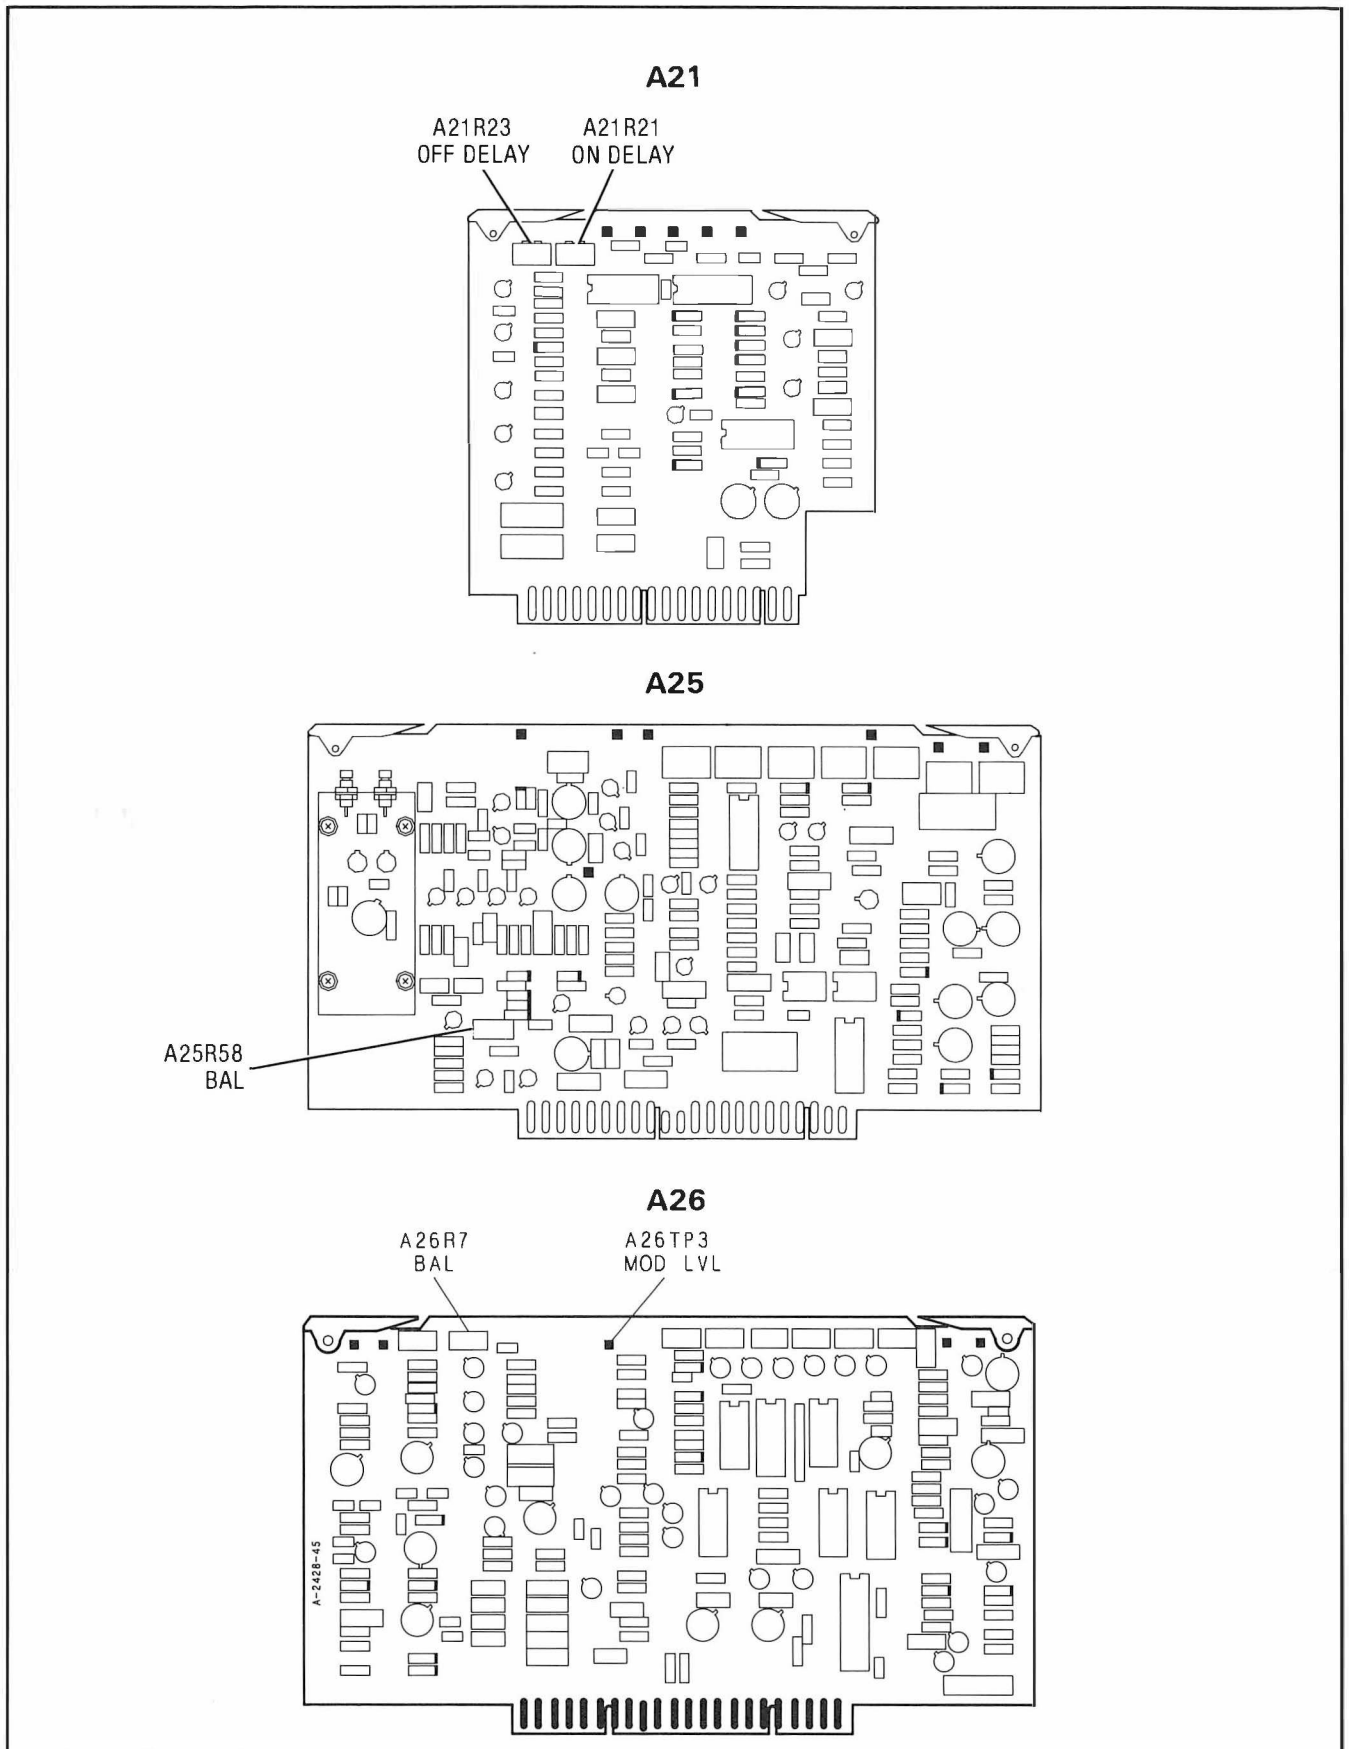 A21
A21R23
OFF DELAY
A21R21
ON DELAY
A25
A25R58
BAL
A26
A26R7
BAL
A26TP3
MOD LVL
A-2428-45